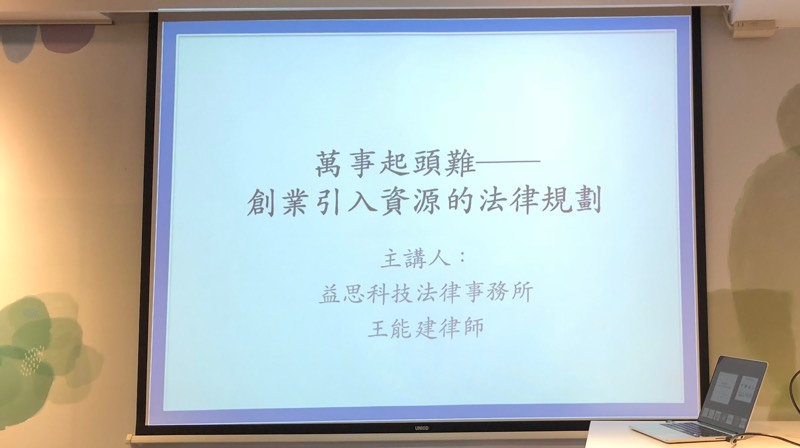 萬事起頭難——
創業引入資源的法律規劃
主講人：
益思科技法律事務所
王能建律師